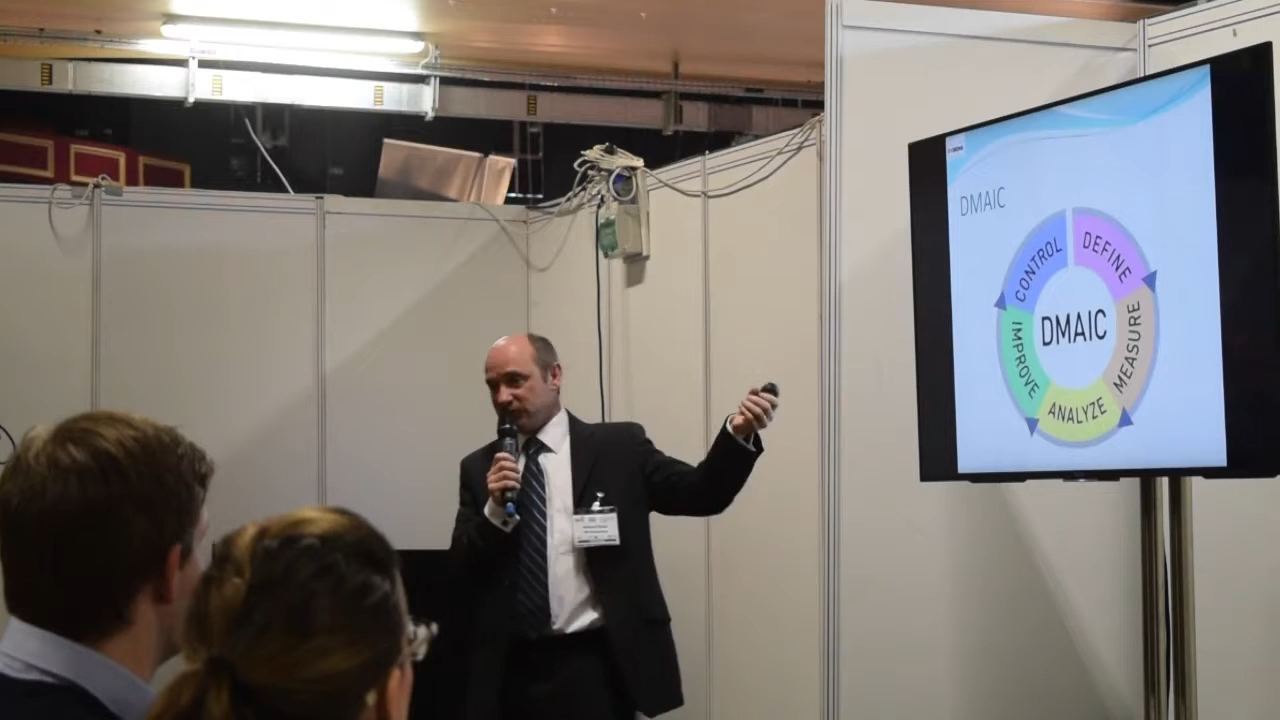 DMAIC
CONTROL
DEFINE
MEASURE
ANALYZE
IMPROVE
DMAIC